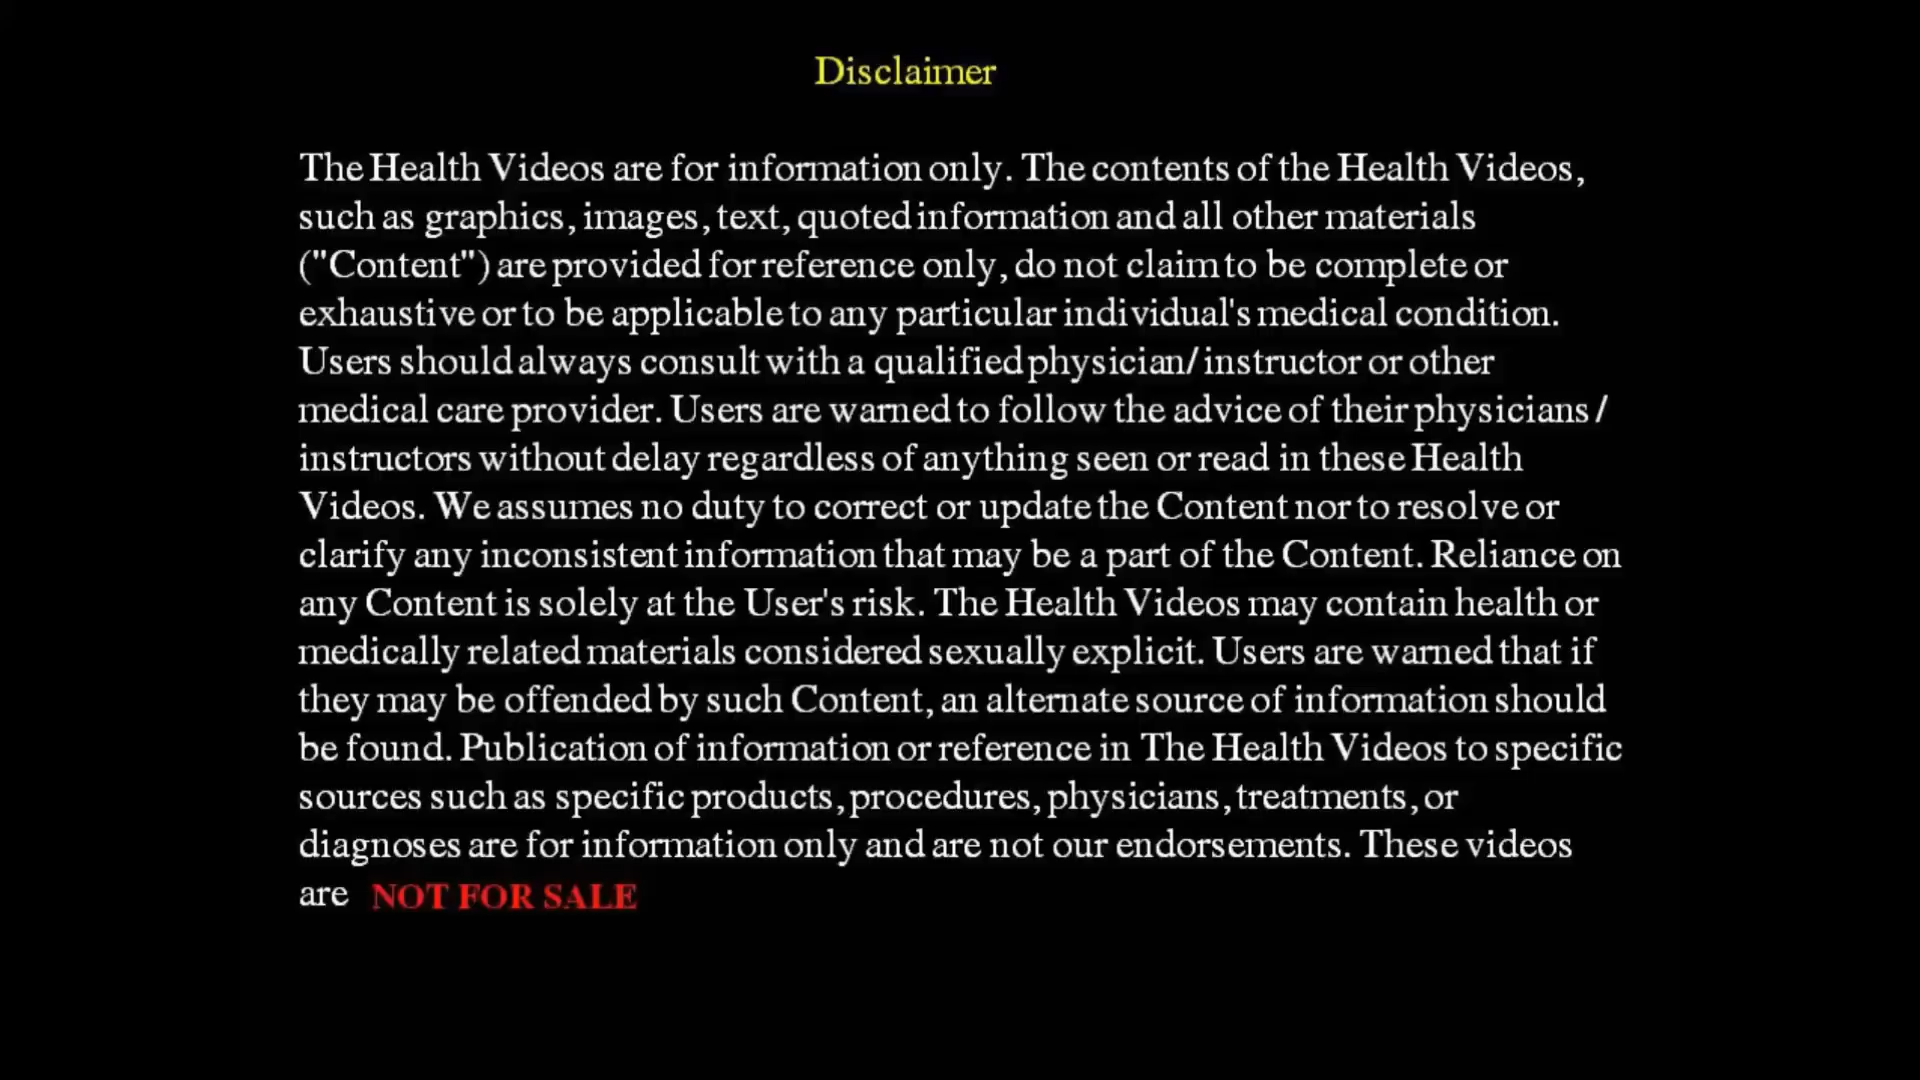 Disclaimer
The Health Videos are for information only. The contents of the Health Videos,
such as graphics, images, text, quoted information and all other materials
("Content") are provided for reference only, do not claim to be complete or
exhaustive or to be applicable to any particular individual's medical condition.
Users should always consult with a qualified physician/ instructor or other
medical care provider. Users are warned to follow the advice of their physicians /
instructors without delay regardless of anything seen or read in these Health
Videos. We assumes no duty to correct or update the Content nor to resolve or
clarify any inconsistent information that may be a part of the Content. Reliance on
any Content is solely at the User's risk. The Health Videos may contain health or
medically related materials considered sexually explicit. Users are warned that if
they may be offended by such Content, an alternate source of information should
be found. Publication of information or reference in The Health Videos to specific
sources such as specific products, procedures, physicians, treatments, or
diagnoses are for information only and are not our endorsements. These videos
are NOT FOR SALE